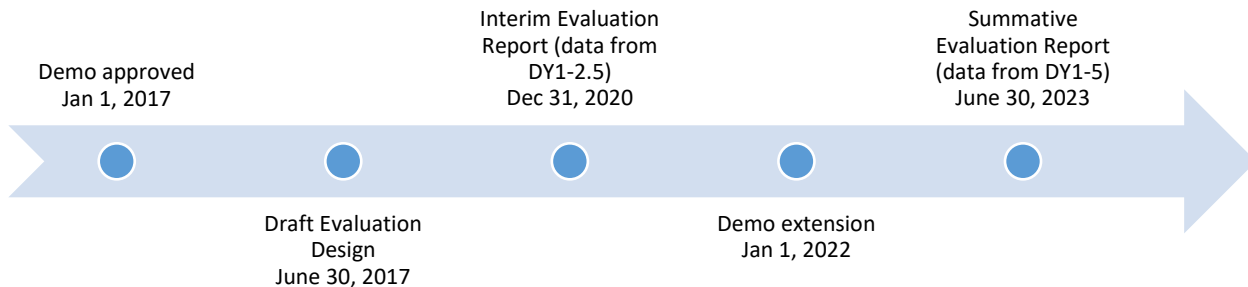 Demo approved
Jan 1, 2017
Draft Evaluation
Design
June 30, 2017
Interim Evaluation
Report (data from
DY1-2.5)
Dec 31, 2020
Demo extension
Jan 1, 2022
Summative
Evaluation Report
(data from DY1-5)
June 30, 2023